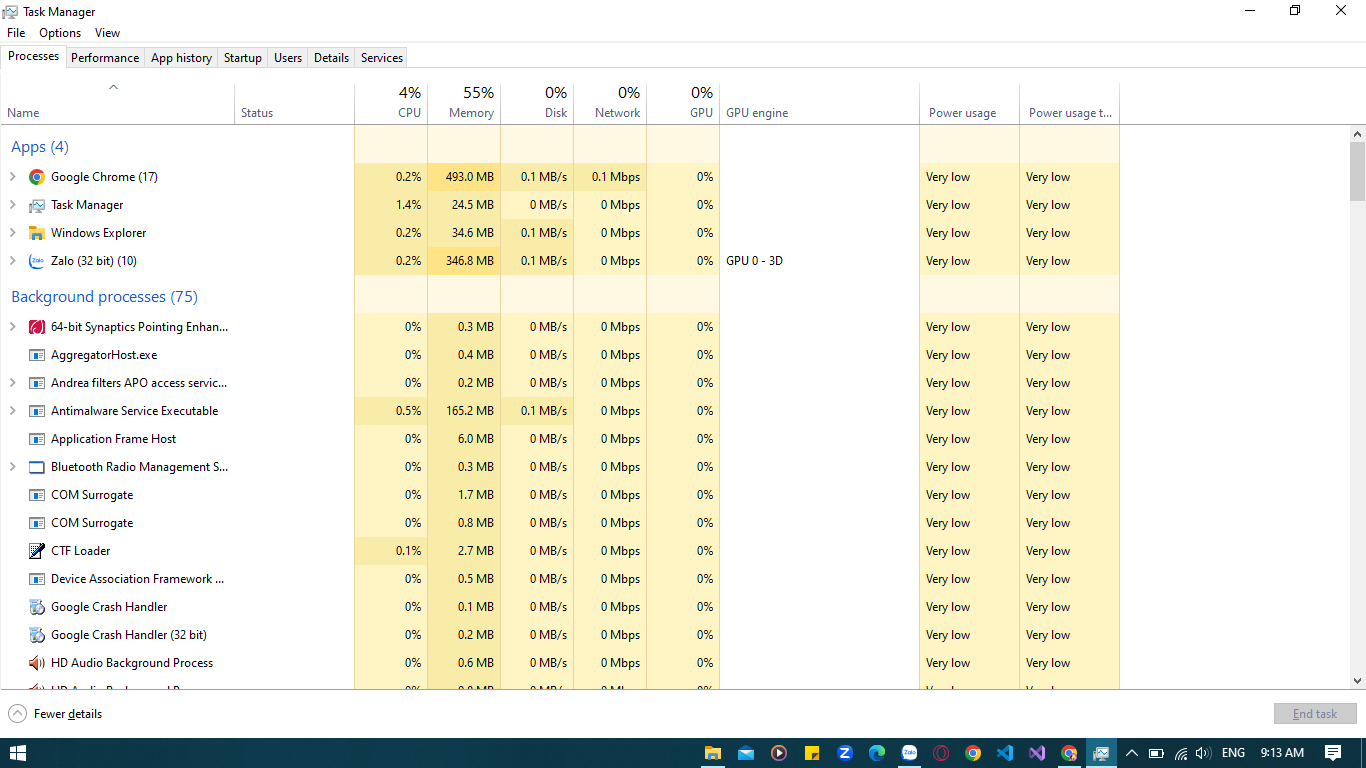 Task Manager
File Options View
Processes Performance App history Startup Users Details Services
4% 55% 0% 0% 0%
Name Status CPU Memory Disk Network GPU GPU engine Power usage Power usage t...
Apps (4)
Google Chrome (17) 0.2% 493.0 MB 0.1 MB/s 0.1 Mbps 0% Very low Very low
Task Manager 1.4% 24.5 MB 0 MB/s 0 Mbps 0% Very low Very low
Windows Explorer 0.2% 34.6 MB 0.1 MB/s 0 Mbps 0% Very low Very low
Zalo (32 bit) (10) 0.2% 346.8 MB 0.1 MB/s 0 Mbps 0% GPU 0 - 3D Very low Very low
Background processes (75)
64-bit Synaptics Pointing Enhan... 0% 0.3 MB 0 MB/s 0 Mbps 0% Very low Very low
AggregatorHost.exe 0% 0.4 MB 0 MB/s 0 Mbps 0% Very low Very low
Andrea filters APO access servic... 0% 0.2 MB 0 MB/s 0 Mbps 0% Very low Very low
Antimalware Service Executable 0.5% 165.2 MB 0.1 MB/s 0 Mbps 0% Very low Very low
Application Frame Host 0% 6.0 MB 0 MB/s 0 Mbps 0% Very low Very low
Bluetooth Radio Management S... 0% 0.3 MB 0 MB/s 0 Mbps 0% Very low Very low
COM Surrogate 0% 1.7 MB 0 MB/s 0 Mbps 0% Very low Very low
COM Surrogate 0% 0.8 MB 0 MB/s 0 Mbps 0% Very low Very low
CTF Loader 0.1% 2.7 MB 0 MB/s 0 Mbps 0% Very low Very low
Device Association Framework ... 0% 0.5 MB 0 MB/s 0 Mbps 0% Very low Very low
Google Crash Handler 0% 0.1 MB 0 MB/s 0 Mbps 0% Very low Very low
Google Crash Handler (32 bit) 0% 0.2 MB 0 MB/s 0 Mbps 0% Very low Very low
HD Audio Background Process 0% 0.6 MB 0 MB/s 0 Mbps 0% Very low Very low
Fewer details End task
Zalo ENG 9:13 AM